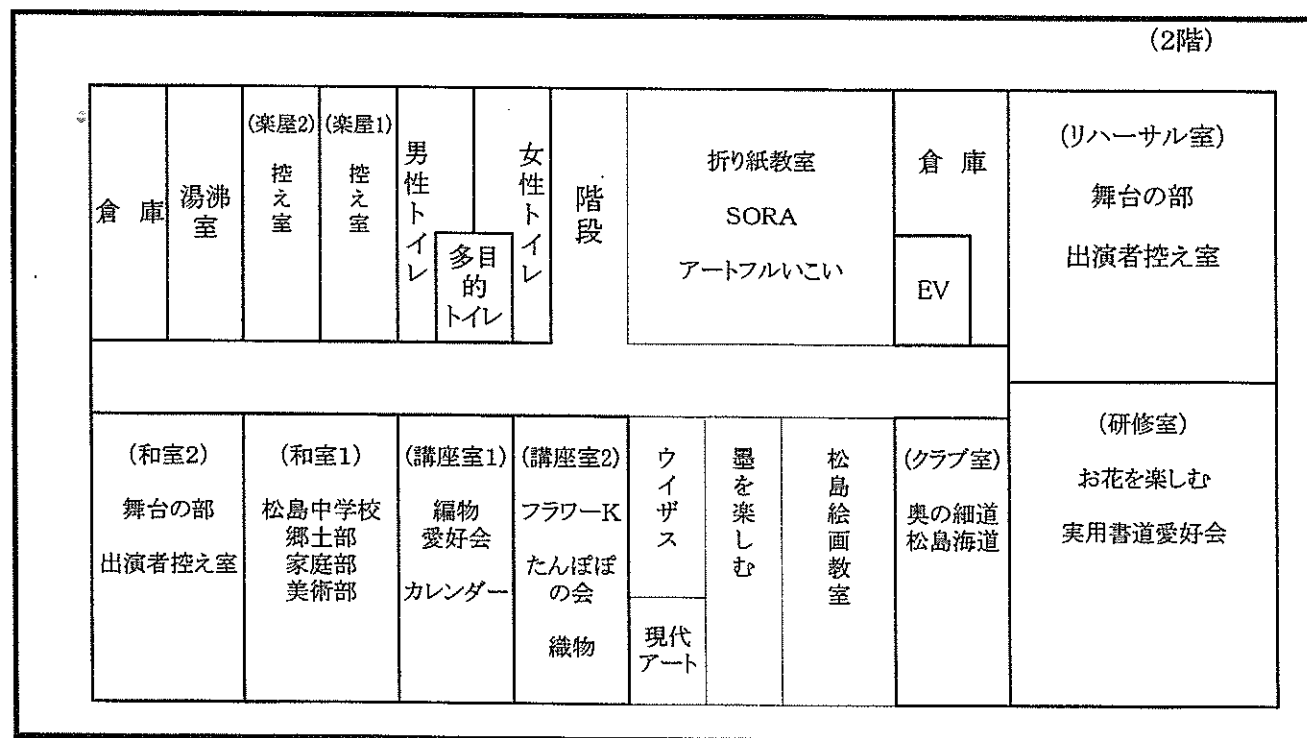 (2階)
倉庫
湯沸
室
(楽屋2)
控え室
(楽屋1)
控え室
男性トイレ
多目
的
トイレ
女性トイレ
階段
折り紙教室
SORA
アートフルいこい
倉庫
EV
(リハーサル室)
舞台の部
出演者控え室
(和室2)
舞台の部
出演者控え室
(和室1)
松島中学校
郷土部
家庭部
美術部
(講座室1)
編物
愛好会
カレンダー
(講座室2)
フラワーK
たんぽぽ
の会
織物
ウイザス
現代
アート
墨を楽しむ
松島絵画教室
(クラブ室)
奥の細道
松島海道
(研修室)
お花を楽しむ
実用書道愛好会